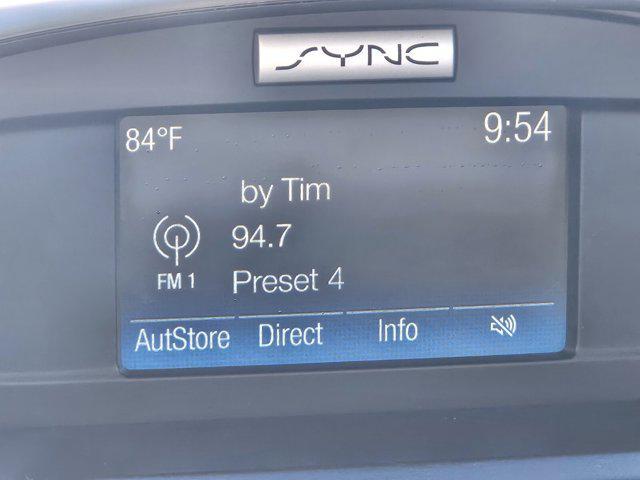 SYNC
84°F 9:54
by Tim
94.7
FM 1 Preset 4
AutStore Direct Info